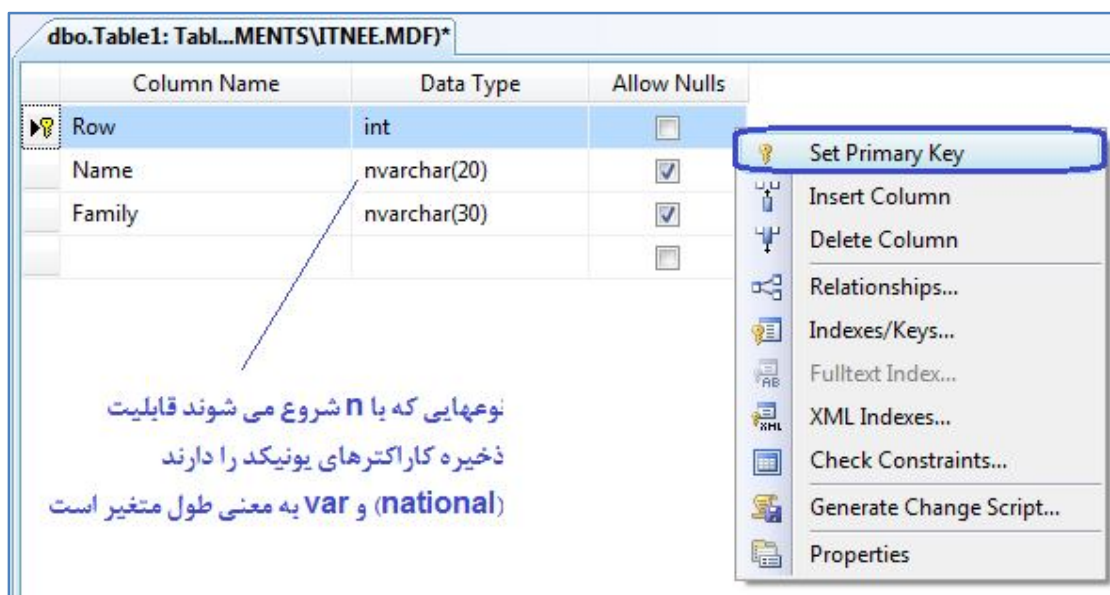 dbo.Table1: Tabl...MENTS\ITNEE.MDF)*
Column Name Data Type Allow Nulls
Row int
Name nvarchar(20)
Family nvarchar(30)
Set Primary Key
Insert Column
Delete Column
Relationships...
Indexes/Keys...
Fulltext Index...
XML Indexes...
Check Constraints...
Generate Change Script...
Properties
نوعهایی که با n شروع می شوند قابلیت
ذخیره کاراکترهای یونیکد را دارند
(national) و var به معنی طول متغیر است